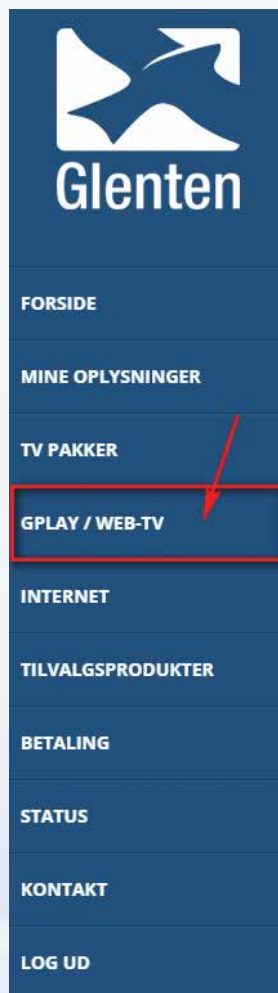 Glenten
FORSIDE
MINE OPLYSNINGER
TV PAKKER
GPLAY / WEB-TV
INTERNET
TILVALGSPRODUKTER
BETALING
STATUS
KONTAKT
LOG UD